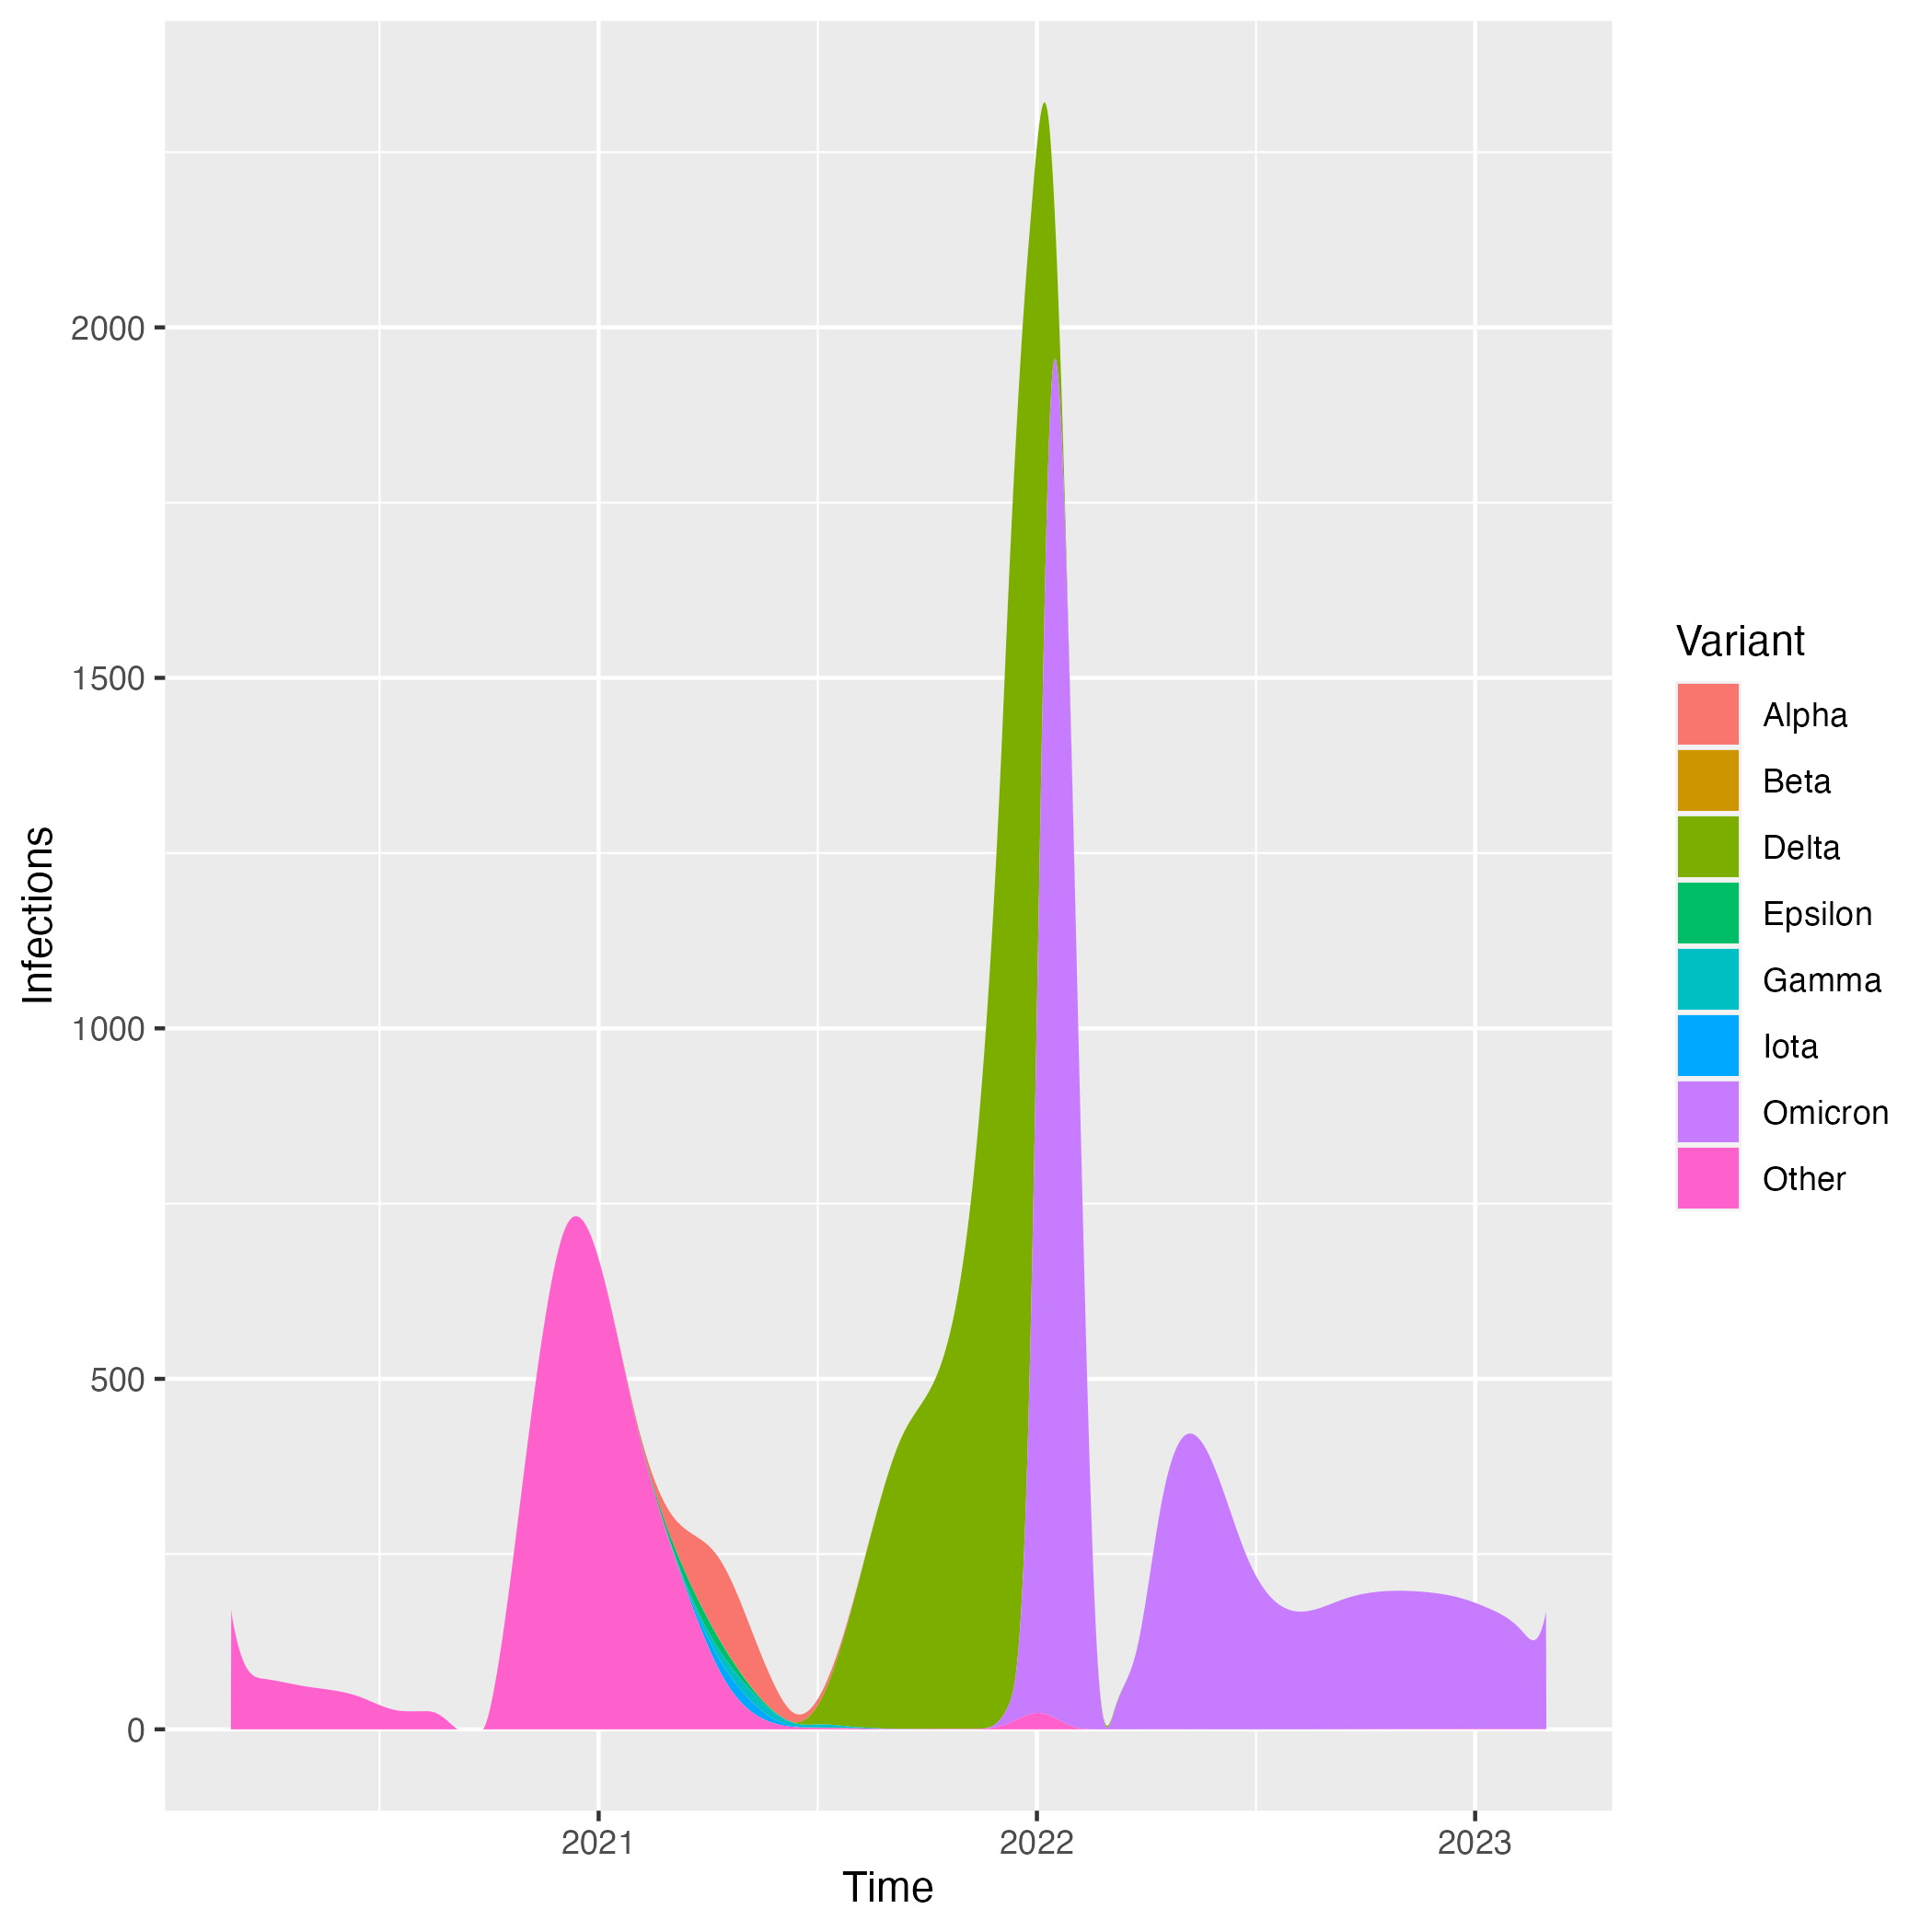 Infections
2000
1500
1000
500
0
2021
2022
2023
Time
Variant
Alpha
Beta
Delta
Epsilon
Gamma
Iota
Omicron
Other